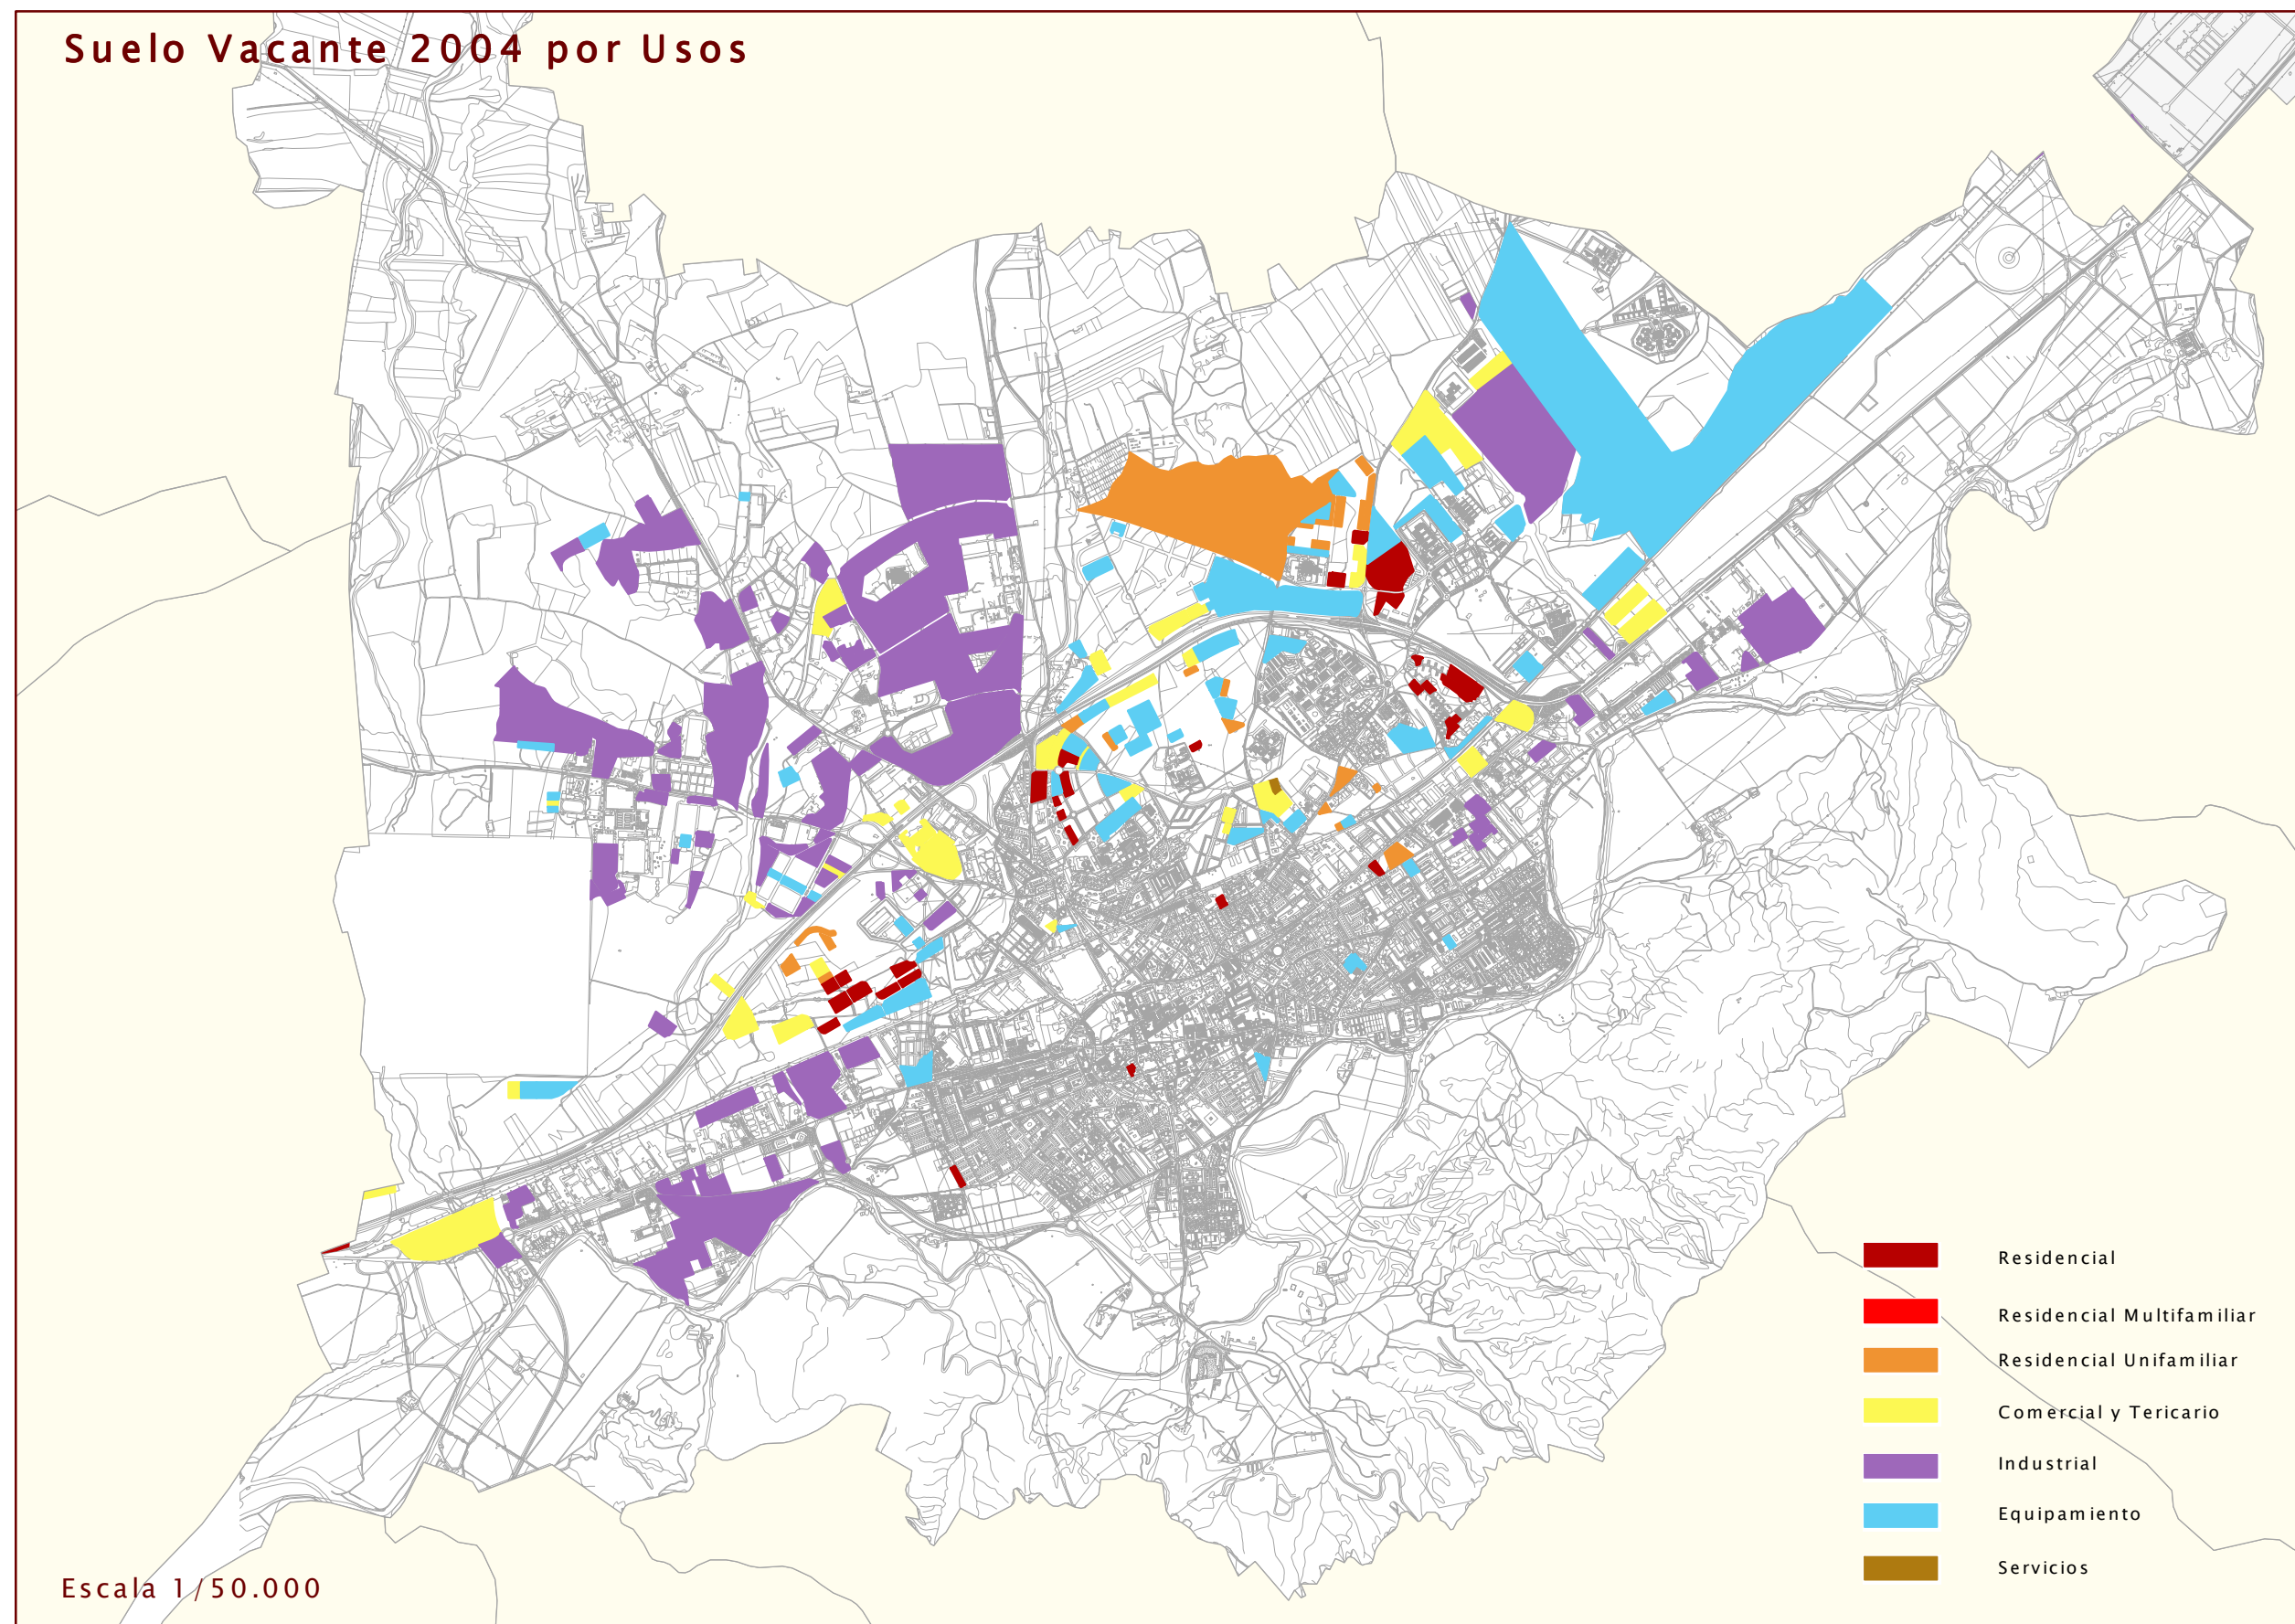 Suelo Vacante 2004 por Usos
Residencial
Residencial Multifamiliar
Residencial Unifamiliar
Comercial y Tericario
Industrial
Equipamiento
Servicios
Escala 1/50.000